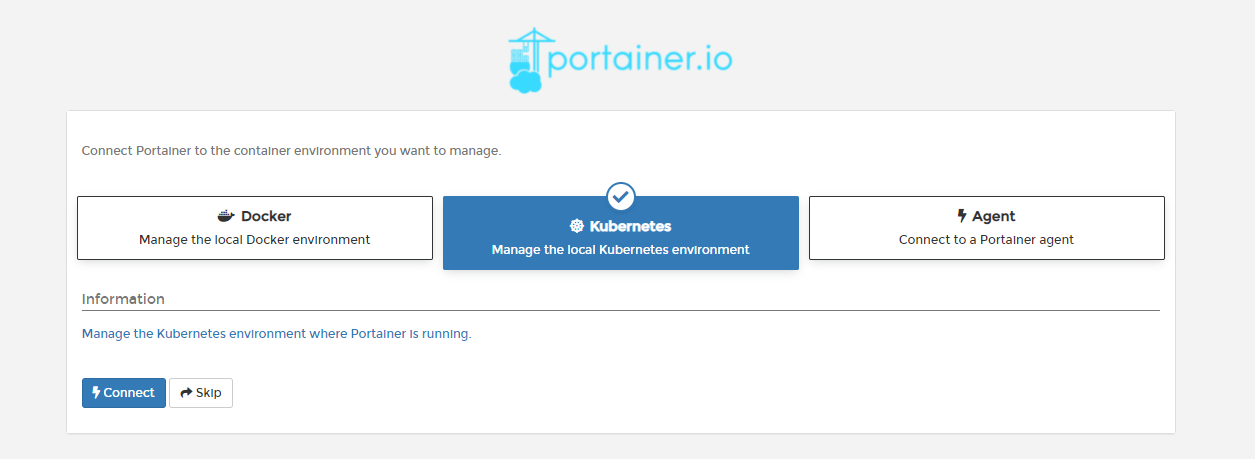 portainer.io
Connect Portainer to the container environment you want to manage.
Docker
Manage the local Docker environment
Kubernetes
Manage the local Kubernetes environment
Agent
Connect to a Portainer agent
Information
Manage the Kubernetes environment where Portainer is running.
Connect
Skip